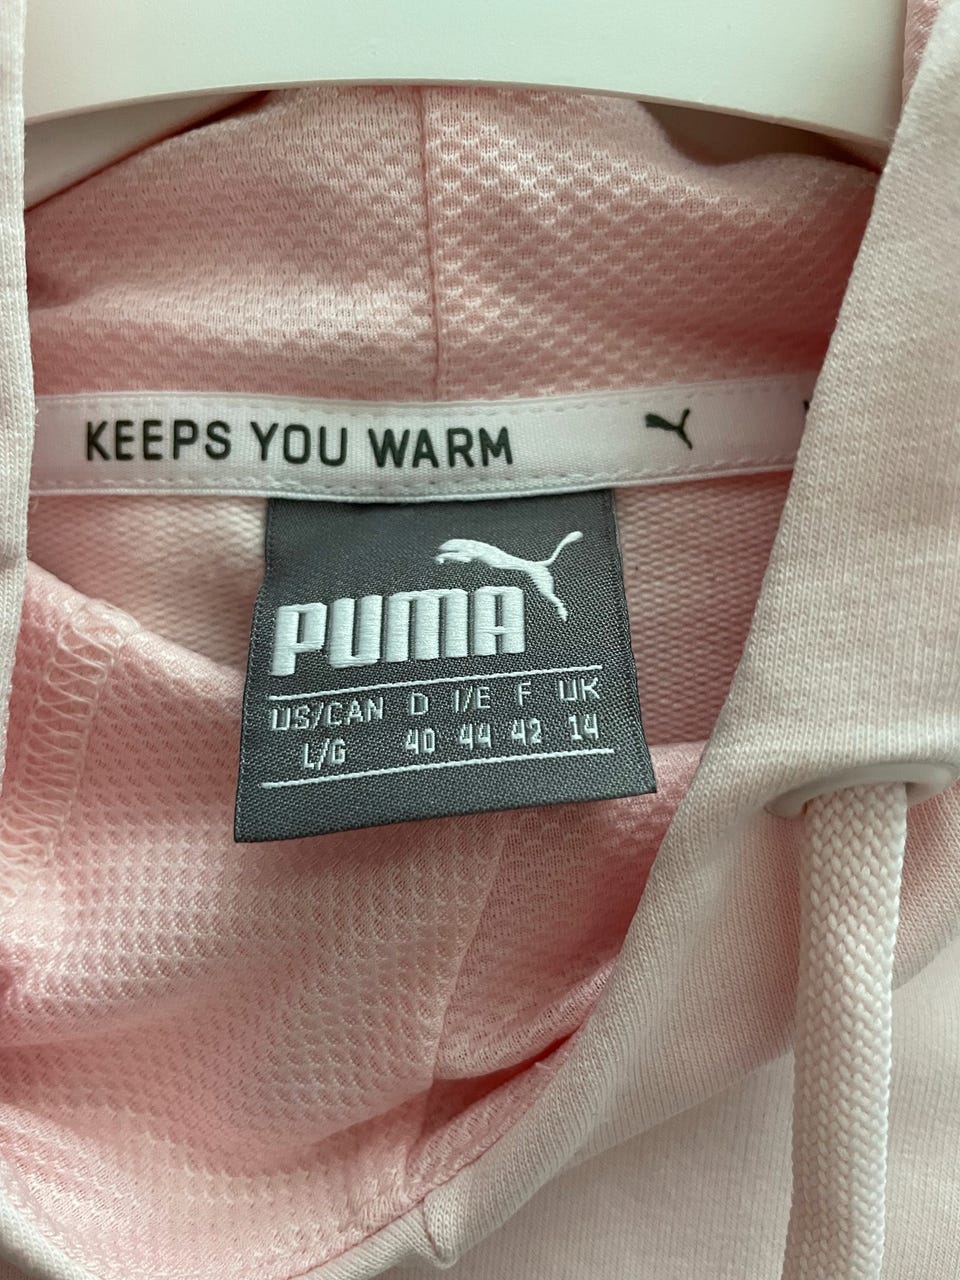 KEEPS YOU WARM
PUMA
US/CAN D I/E F UK
L/G 40 44 42 14